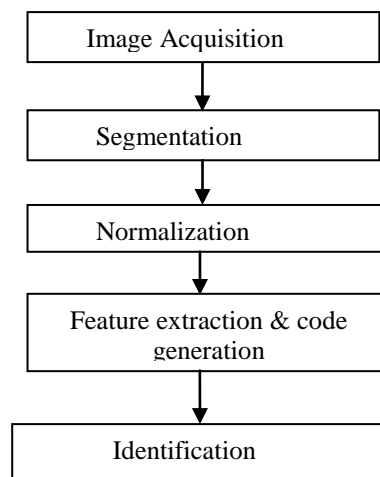 Image Acquisition
Segmentation
Normalization
Feature extraction & code
generation
Identification